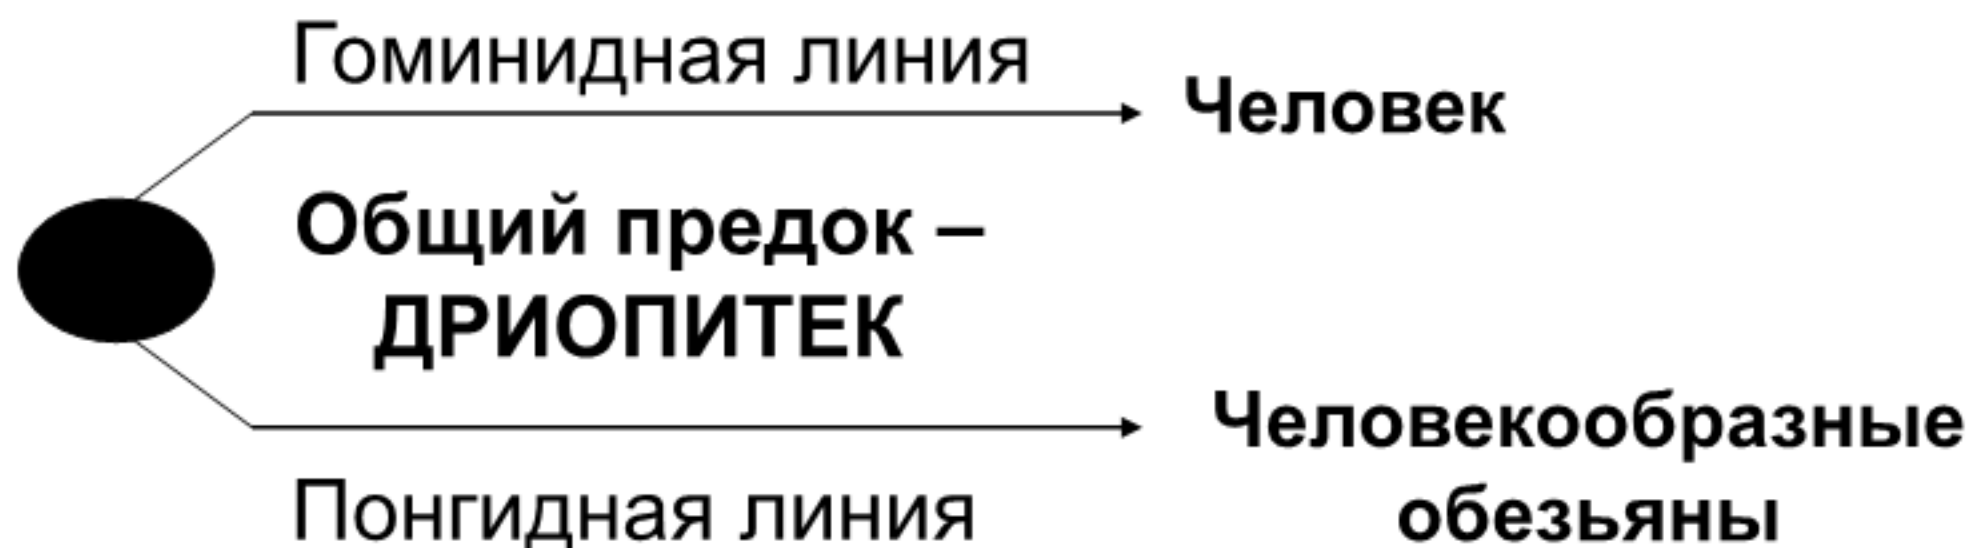 Гоминидная линия
Человек
Общий предок –
ДРИОПИТЕК
Человекообразные
обезьяны
Понгидная линия